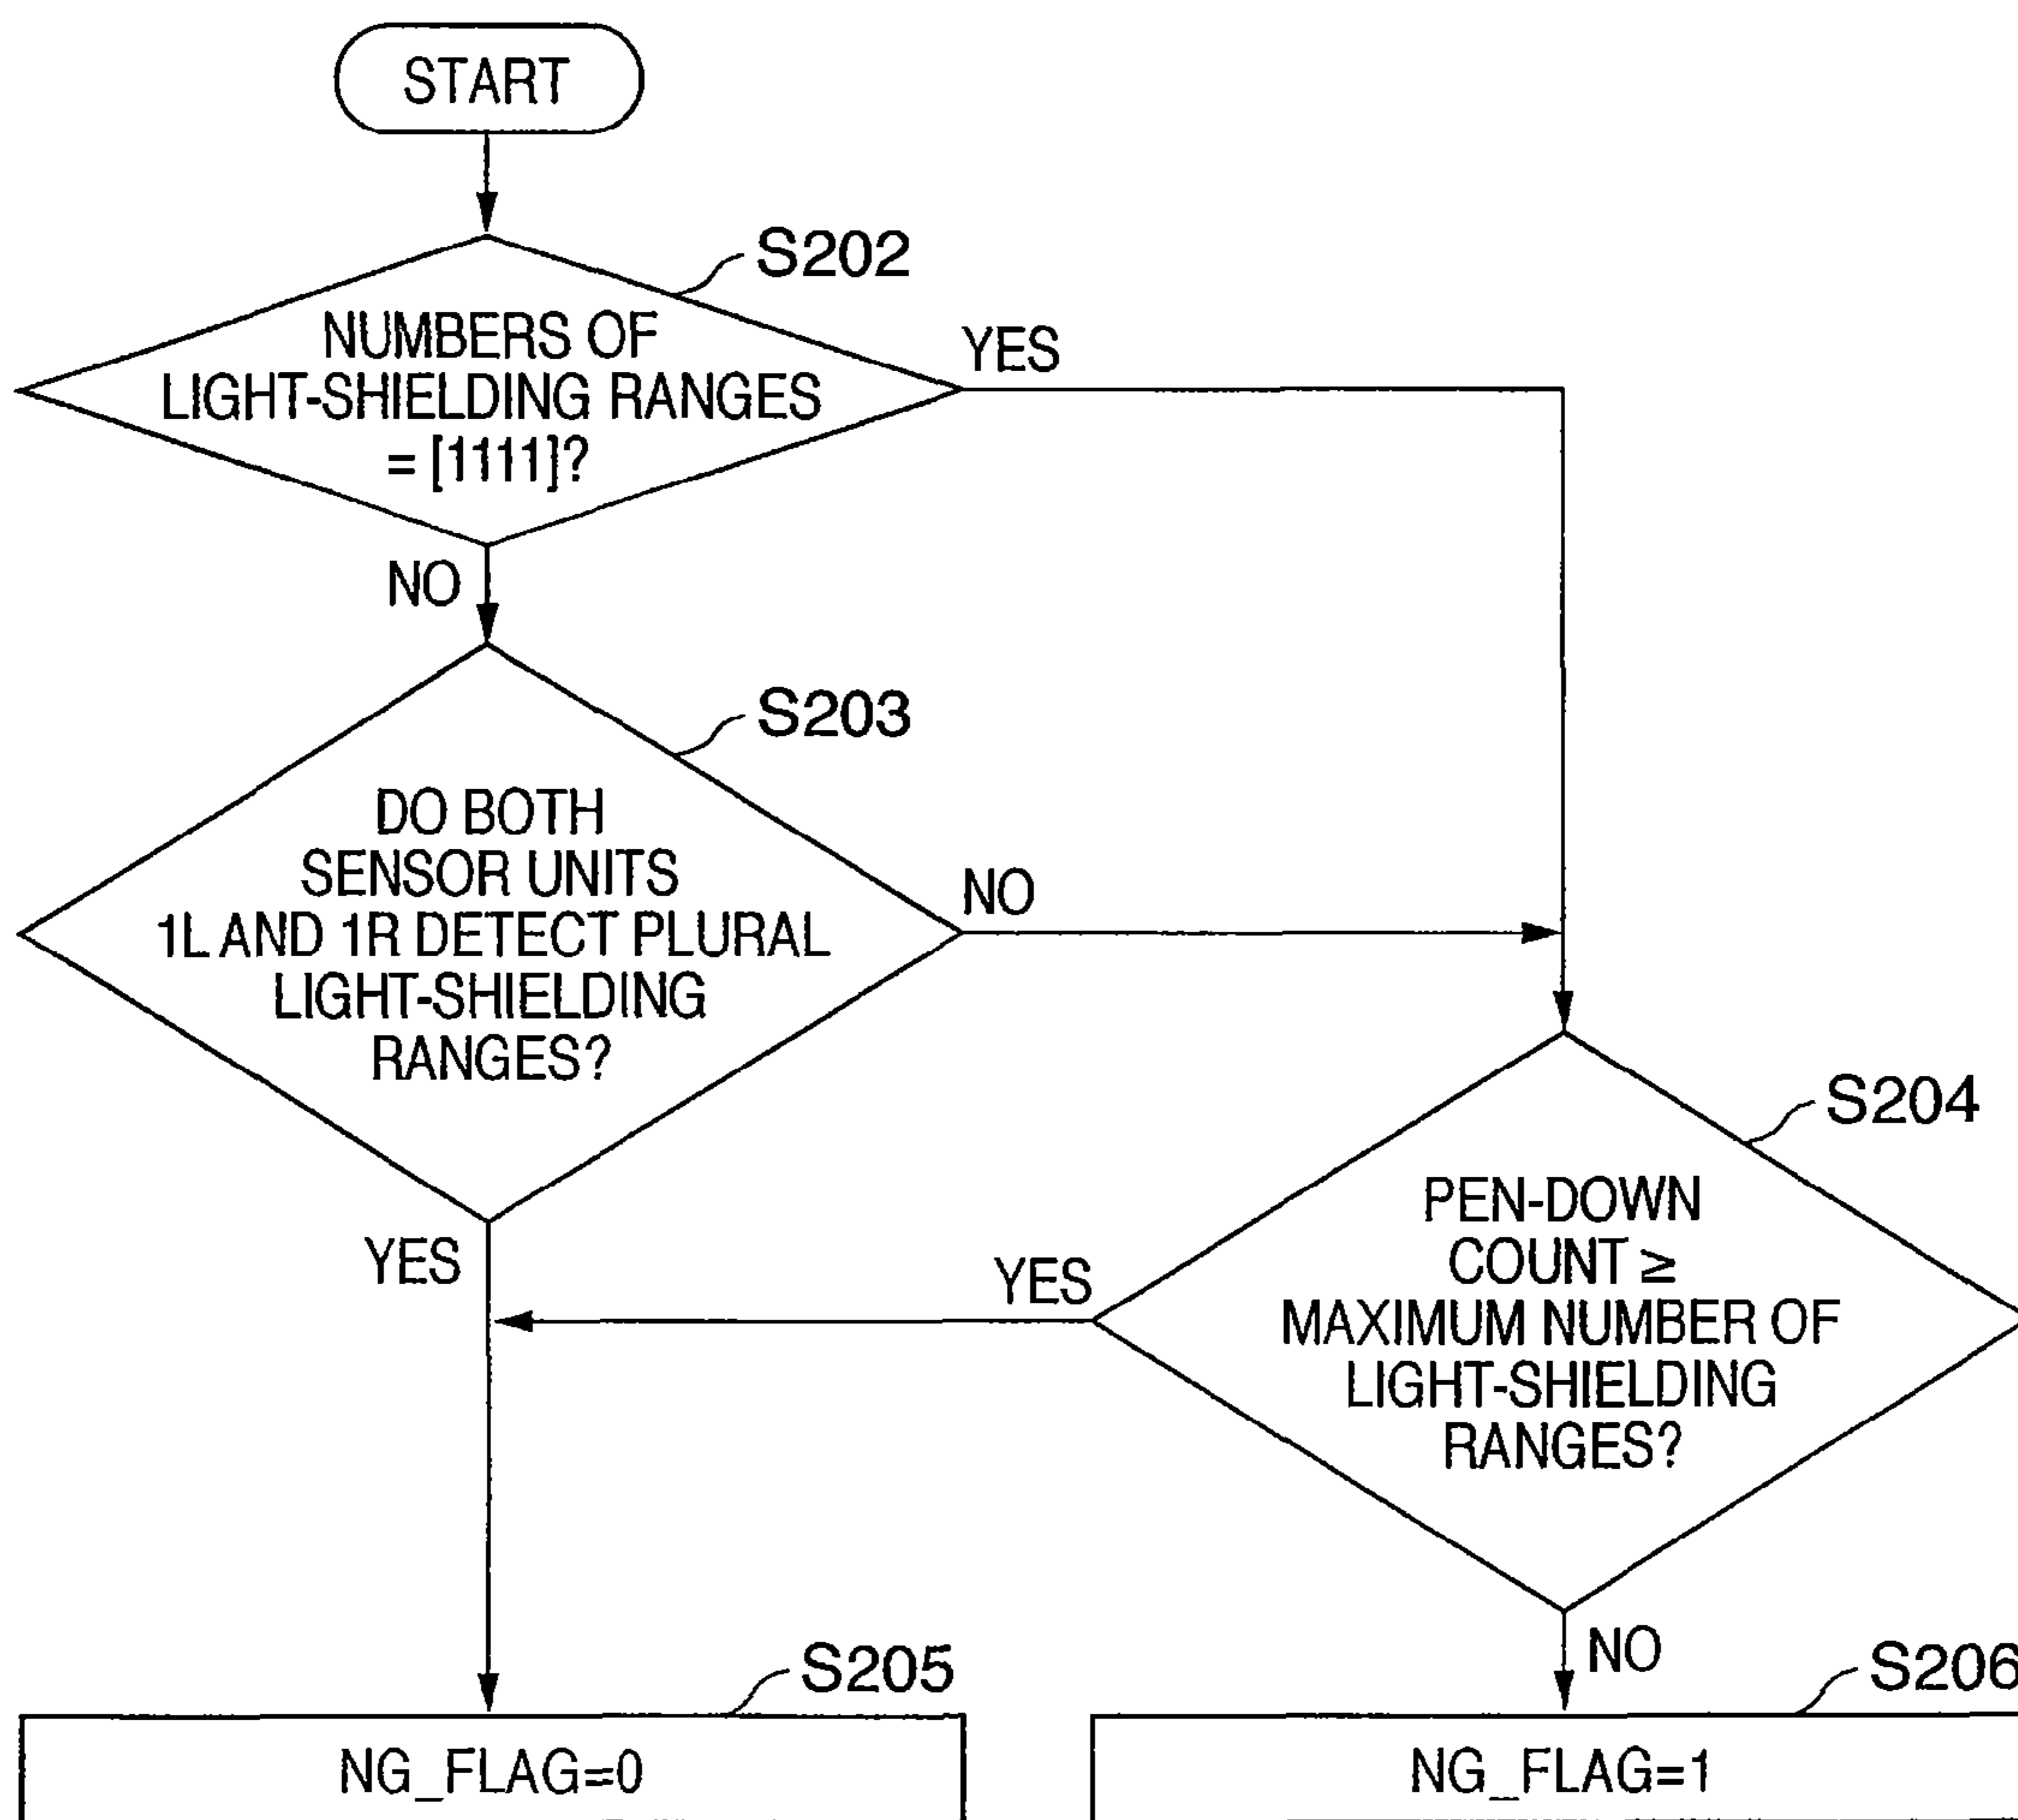 START
S202
NUMBERS OF
LIGHT-SHIELDING RANGES
= [1111]?
YES
NO
S203
DO BOTH
SENSOR UNITS
1L AND 1R DETECT PLURAL
LIGHT-SHIELDING
RANGES?
NO
YES
S204
PEN-DOWN
COUNT ≥
MAXIMUM NUMBER OF
LIGHT-SHIELDING
RANGES?
YES
NO
S205
NG_FLAG=0
S206
NG_FLAG=1